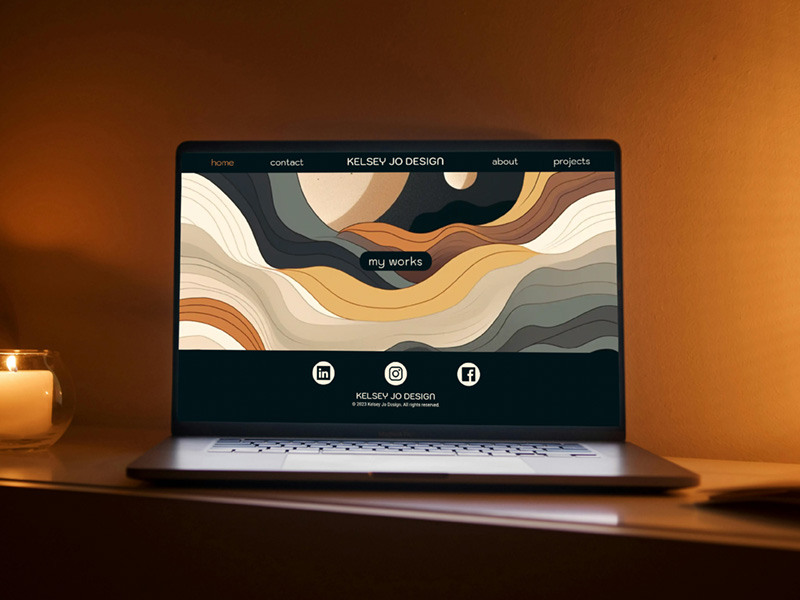 home contact KELSEY JO DESIGN about projects
my works
in
KELSEY JO DESIGN
© 2023 Kelsey Jo Design. All rights reserved.